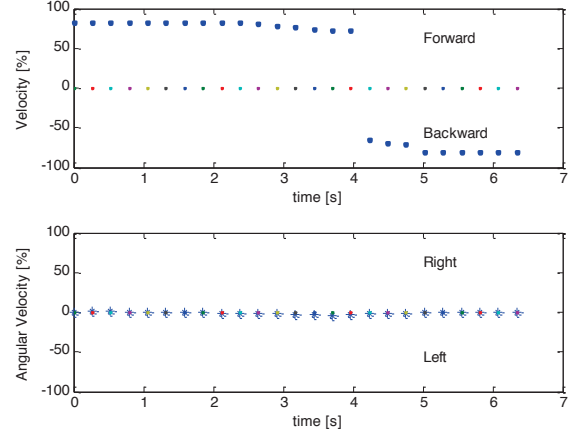 100
50
0
-50
-100
Velocity [%]
Forward
Backward
0 1 2 3 4 5 6 7
time [s]
100
50
0
-50
-100
Angular Velocity [%]
Right
Left
0 1 2 3 4 5 6 7
time [s]